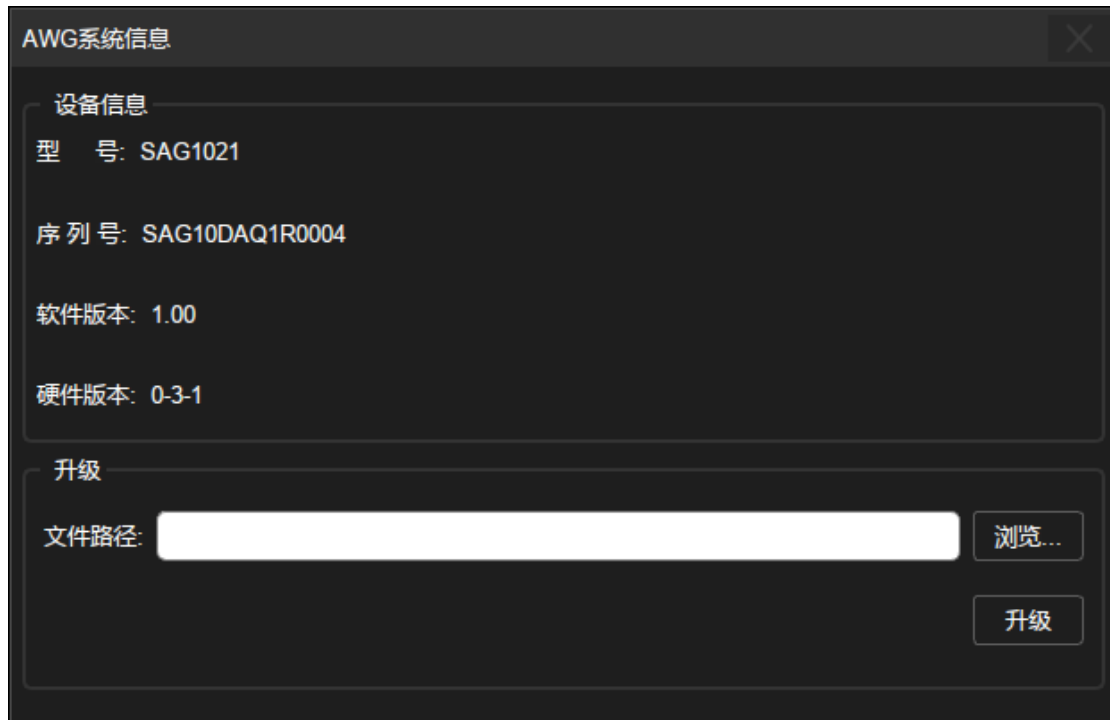 AWG系统信息
设备信息
型 号: SAG1021
序 列 号: SAG10DAQ1R0004
软件版本: 1.00
硬件版本: 0-3-1
升级
文件路径: 浏览...
升级